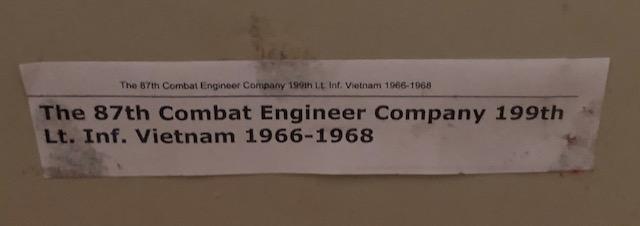 The 87th Combat Engineer Company 199th Lt. Inf. Vietnam 1966-1968
The 87th Combat Engineer Company 199th
Lt. Inf. Vietnam 1966-1968